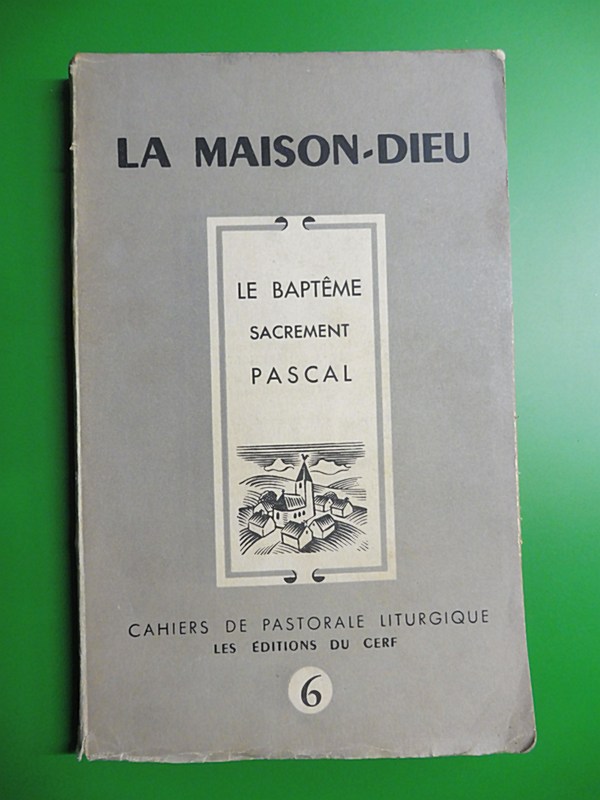 LA MAISON-DIEU
LE BAPTÊME
SACREMENT
PASCAL
CAHIERS DE PASTORALE LITURGIQUE
LES ÉDITIONS DU CERF
6